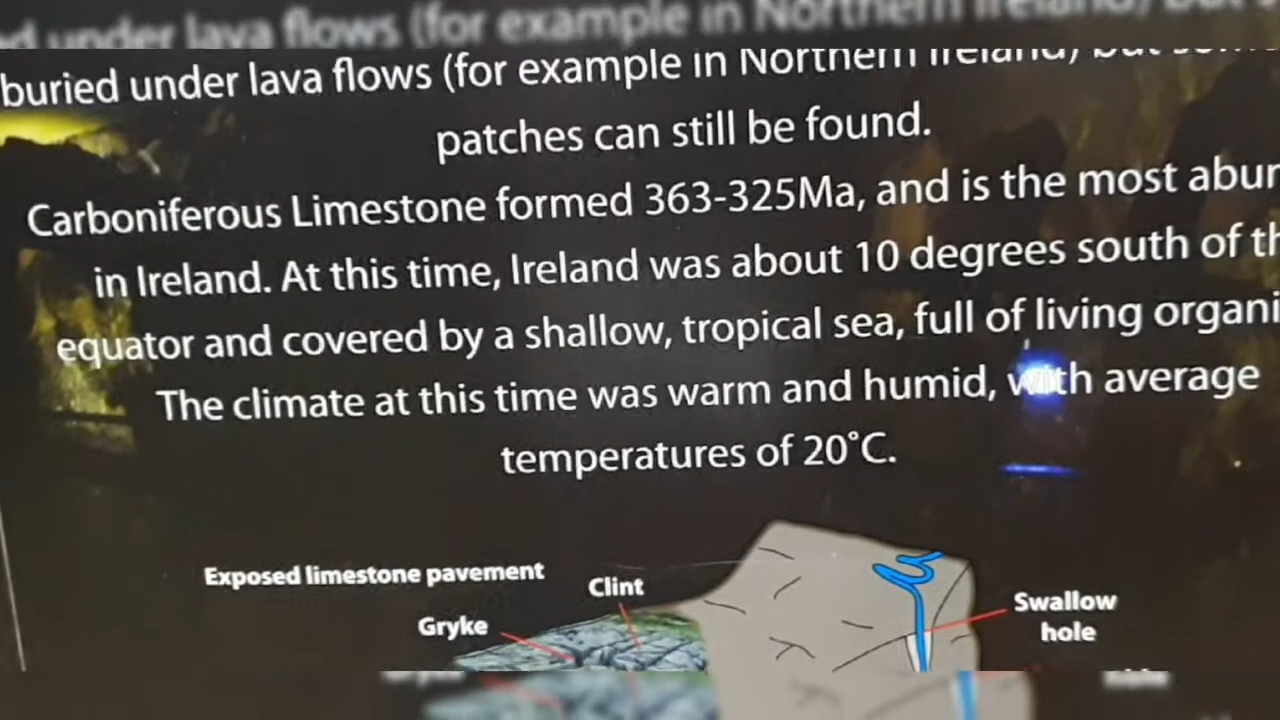 buried under lava flows (for example in Northern Ireland) but
patches can still be found.
Carboniferous Limestone formed 363-325Ma, and is the most
in Ireland. At this time, Ireland was about 10 degrees south of
equator and covered by a shallow, tropical sea, full of living
The climate at this time was warm and humid, with average
temperatures of 20°C.
Exposed limestone pavement
Clint
Gryke
Swallow
hole